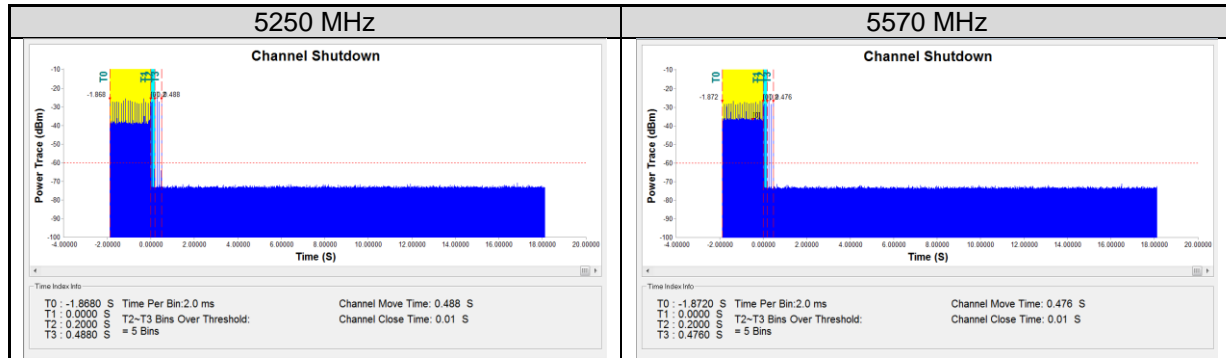 5250 MHz
5570 MHz
Channel Shutdown
T0
T3
-1.868
0.488
-10
-20
-30
-40
-50
-60
-70
-80
-90
-100
Power Trace (dBm)
-4.00000 -2.00000 0.00000 2.00000 4.00000 6.00000 8.00000 10.00000 12.00000 14.00000 16.00000 18.00000 20.00000
Time (S)
Time Index Info
T0 : -1.8680 S Time Per Bin:2.0 ms Channel Move Time: 0.488 S
T1 : 0.0000 S T2~T3 Bins Over Threshold: Channel Close Time: 0.01 S
T2 : 0.2000 S = 5 Bins
T3 : 0.4880 S
Channel Shutdown
T0
T3
-1.872
0.476
-10
-20
-30
-40
-50
-60
-70
-80
-90
-100
Power Trace (dBm)
-4.00000 -2.00000 0.00000 2.00000 4.00000 6.00000 8.00000 10.00000 12.00000 14.00000 16.00000 18.00000 20.00000
Time (S)
Time Index Info
T0 : -1.8720 S Time Per Bin:2.0 ms Channel Move Time: 0.476 S
T1 : 0.0000 S T2~T3 Bins Over Threshold: Channel Close Time: 0.01 S
T2 : 0.2000 S = 5 Bins
T3 : 0.4760 S